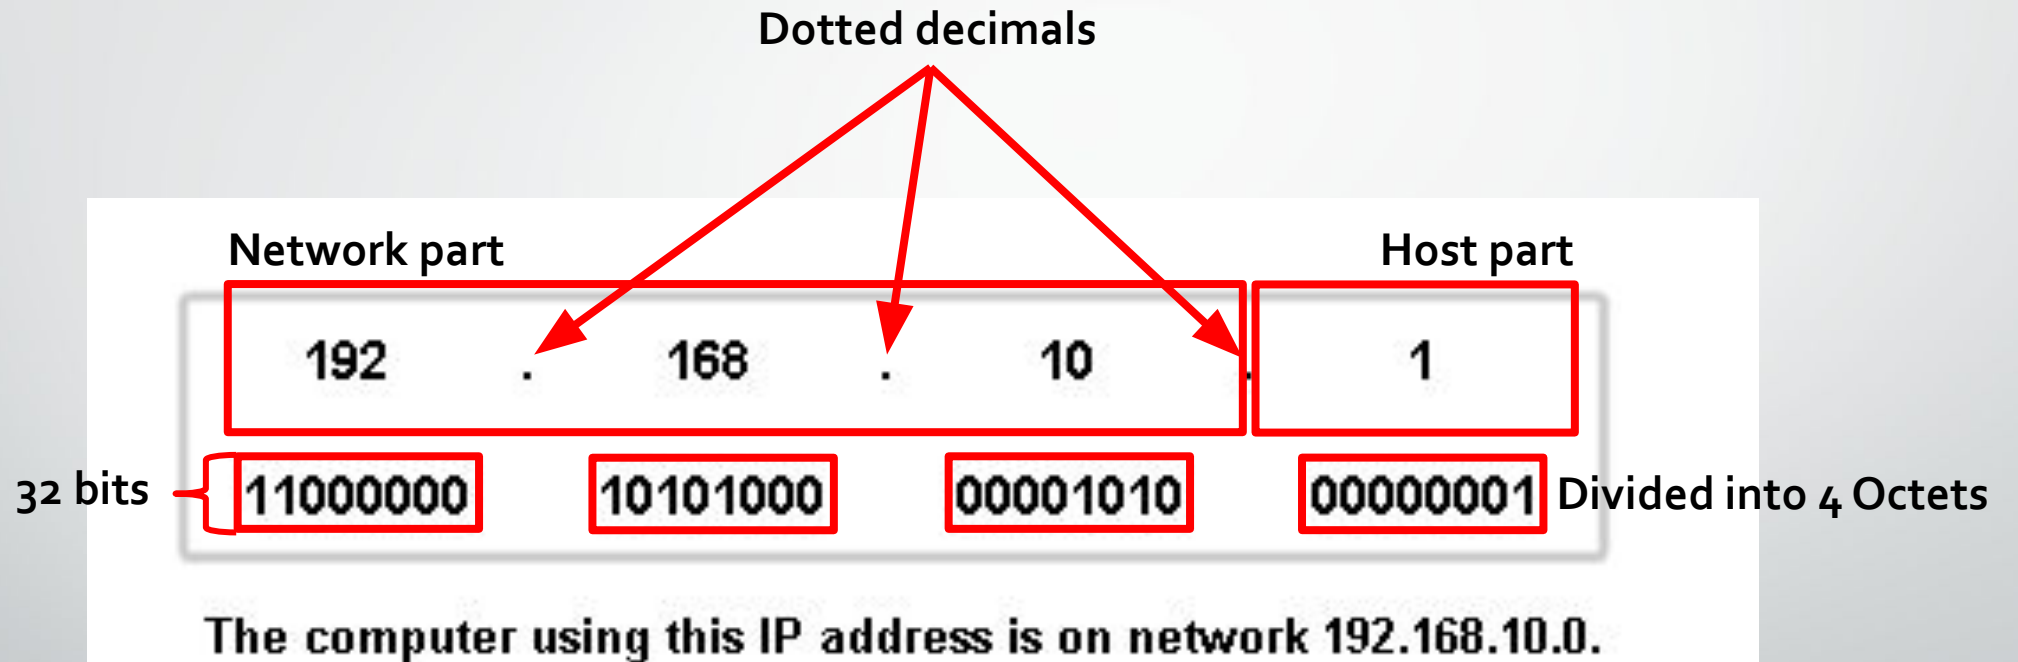 Dotted decimals
Network part Host part
192 . 168 . 10 . 1
32 bits 11000000 10101000 00001010 00000001 Divided into 4 Octets
The computer using this IP address is on network 192.168.10.0.